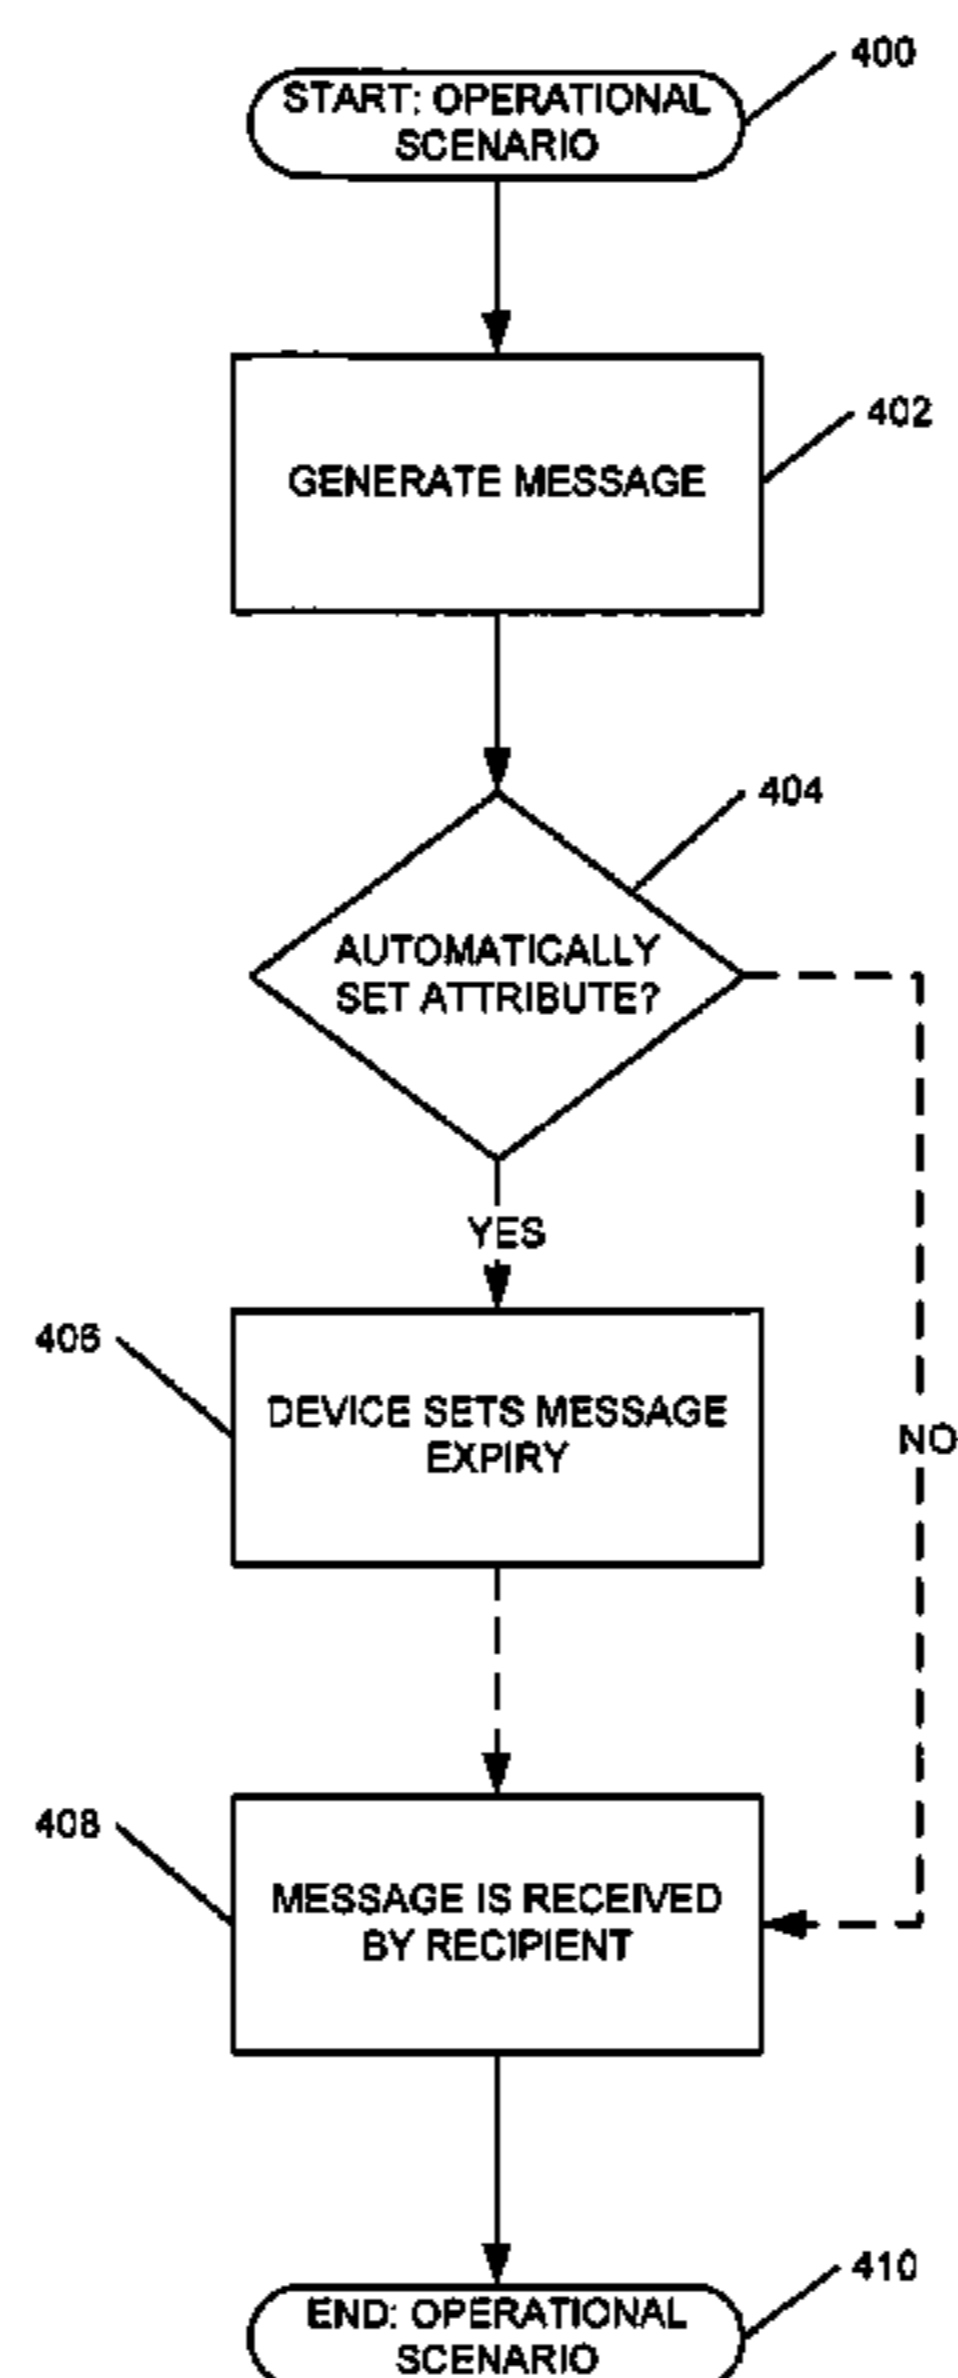 400
START: OPERATIONAL
SCENARIO
402
GENERATE MESSAGE
404
AUTOMATICALLY
SET ATTRIBUTE?
YES
406
DEVICE SETS MESSAGE
EXPIRY
NO
408
MESSAGE IS RECEIVED
BY RECIPIENT
410
END: OPERATIONAL
SCENARIO